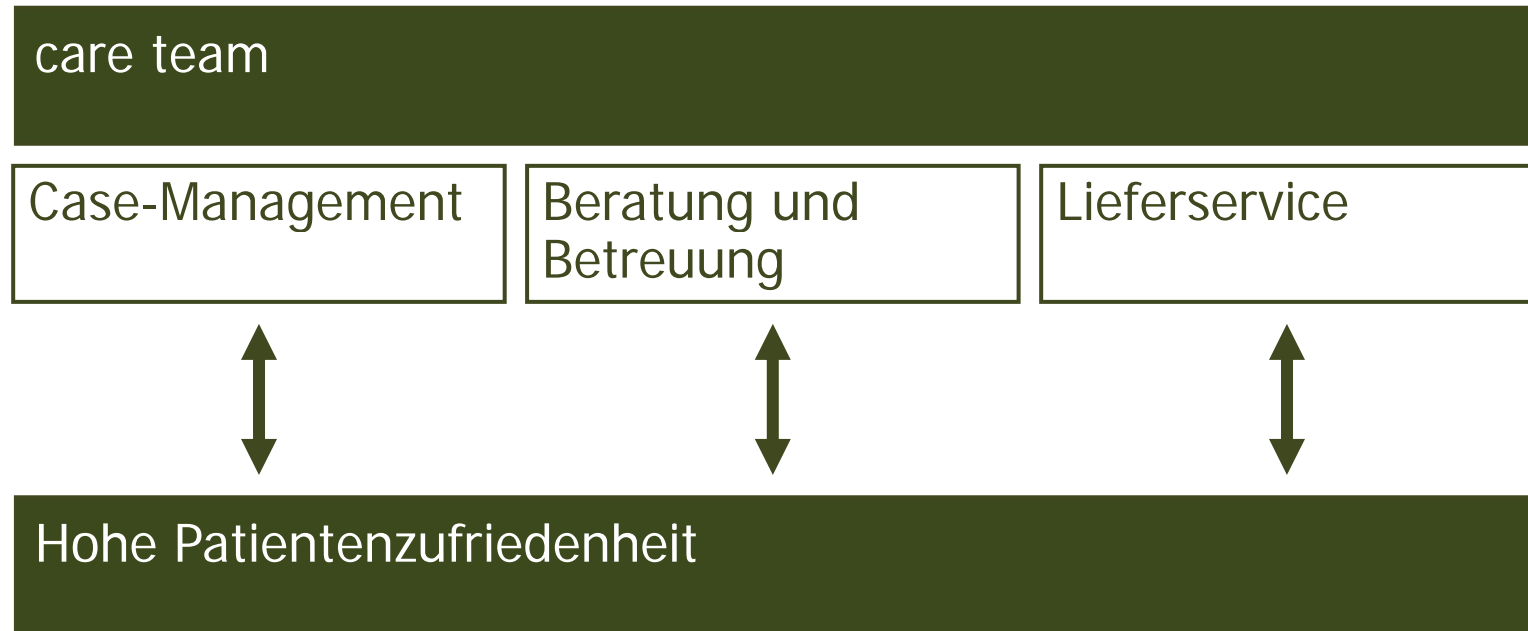 care team
Case-Management
Beratung und
Betreuung
Lieferservice
Hohe Patientenzufriedenheit